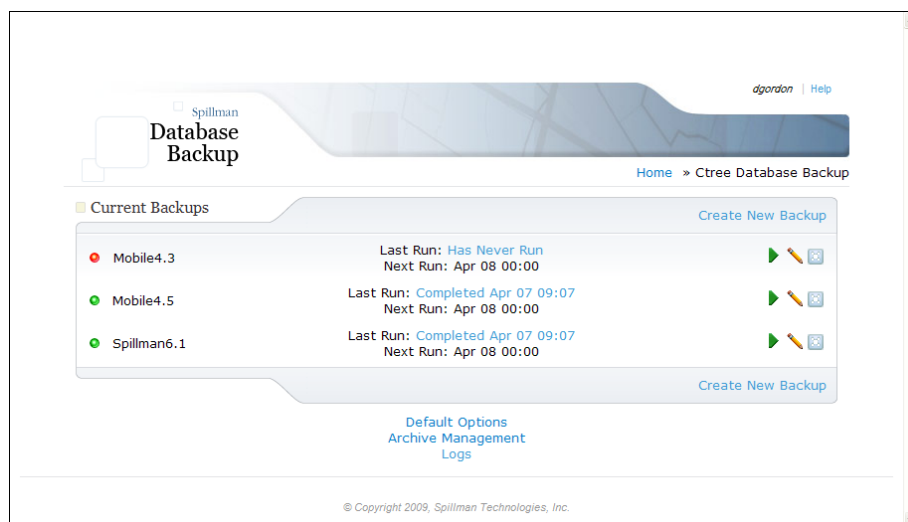 dgordon | Help
Spillman
Database
Backup
Home » Ctree Database Backup
Current Backups
Create New Backup
Mobile4.3
Last Run: Has Never Run
Next Run: Apr 08 00:00
Mobile4.5
Last Run: Completed Apr 07 09:07
Next Run: Apr 08 00:00
Spillman6.1
Last Run: Completed Apr 07 09:07
Next Run: Apr 08 00:00
Create New Backup
Default Options
Archive Management
Logs
© Copyright 2009, Spillman Technologies, Inc.